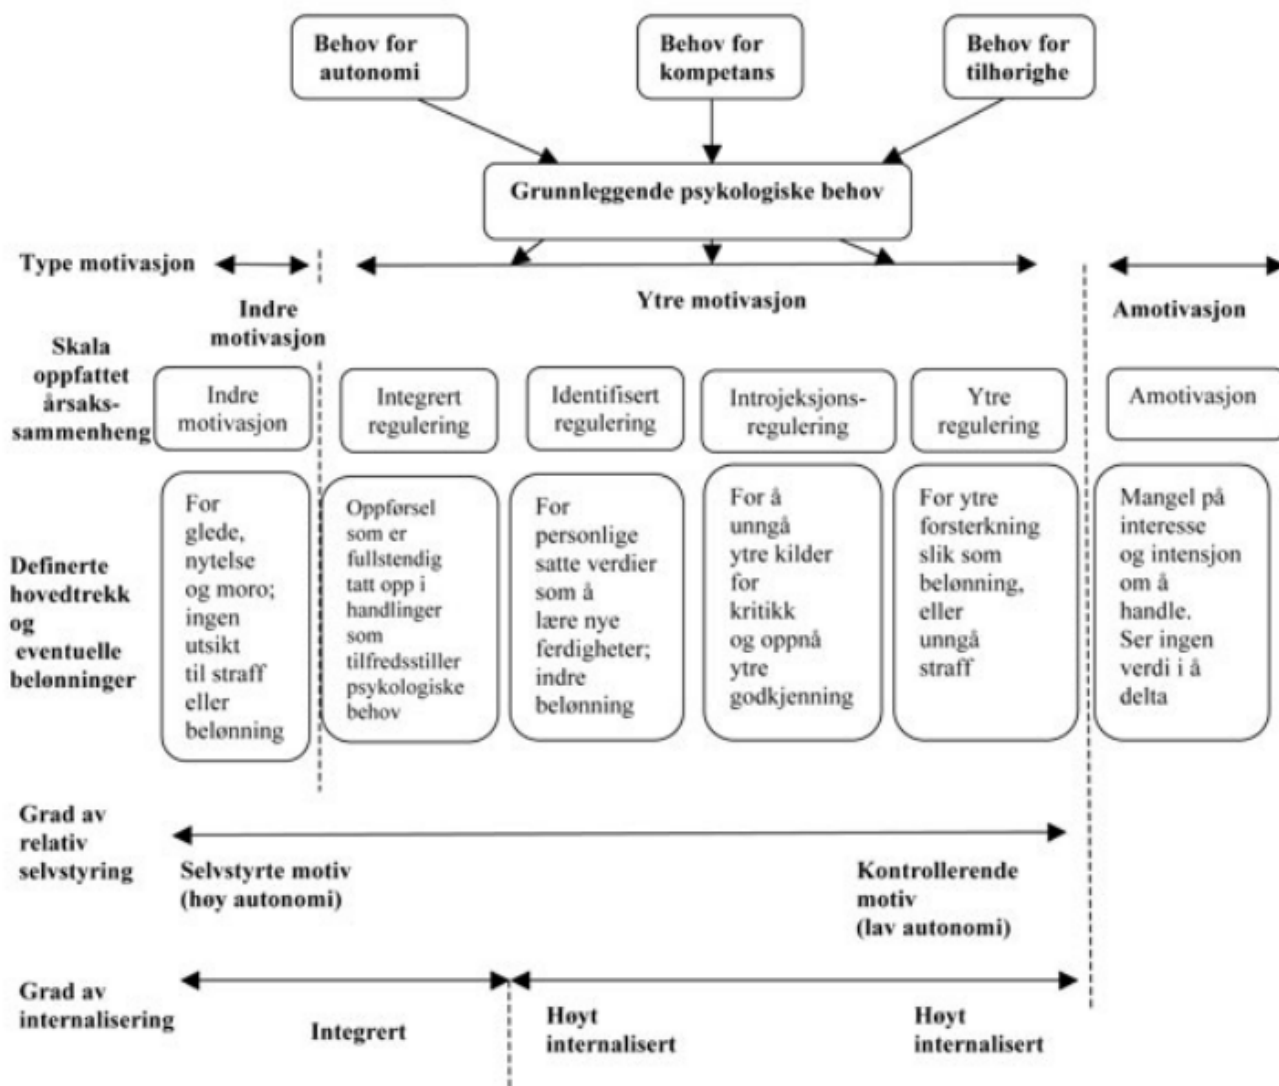 Behov for
autonomi
Behov for
kompetans
Behov for
tilhørighe
Grunnleggende psykologiske behov
Type motivasjon
Indre
motivasjon
Ytre motivasjon
Amotivasjon
Skala
oppfattet
årsaks-
sammenheng
Indre
motivasjon
Integrert
regulering
Identifisert
regulering
Introjeksjons-
regulering
Ytre
regulering
Amotivasjon
Definerte
hovedtrekk
og
eventuelle
belønninger
For
glede,
nytelse
og moro;
ingen
utsikt
til straff
eller
belønning
Oppførsel
som er
fullstendig
tatt opp i
handlinger
som
tilfredsstiller
psykologiske
behov
For
personlige
satte verdier
som å
lære nye
ferdigheter;
indre
belønning
For å
unngå
ytre kilder
for
kritikk
og oppnå
ytre
godkjenning
For ytre
forsterkning
slik som
belønning,
eller
unngå
straff
Mangel på
interesse
og intensjon
om å
handle.
Ser ingen
verdi i å
delta
Grad av
relativ
selvstyring
Selvstyrte motiv
(høy autonomi)
Kontrollerende
motiv
(lav autonomi)
Grad av
internalisering
Integrert
Høyt
internalisert
Høyt
internalisert